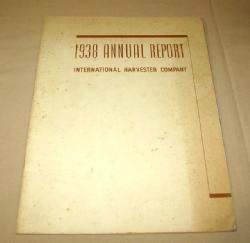 1938 ANNUAL REPORT
INTERNATIONAL HARVESTER COMPANY